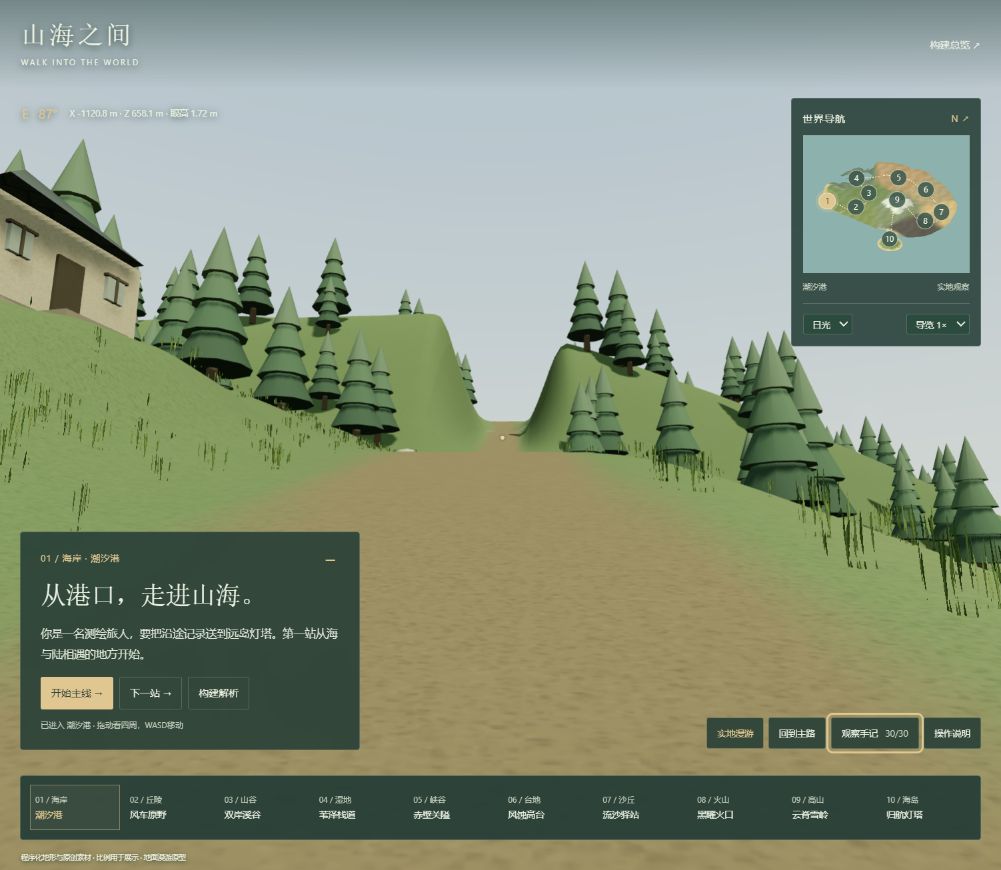 山海之间
WALK INTO THE WORLD
构建总览 ↗
E 87° X -1120.8 m · Z 658.1 m · 眼高 1.72 m
世界导航 N ↗
4
5
3
6
1
2
9
7
8
10
潮汐港 实地观察
日光 导览 1×
01 / 海岸 · 潮汐港
从港口，走进山海。
你是一名测绘旅人，要把沿途记录送到远岛灯塔。第一站从海
与陆相遇的地方开始。
开始主线 → 下一站 → 构建解析
已进入 潮汐港 · 拖动看四周，WASD移动
实地漫游 回到主路 观察手记 30/30 操作说明
01 / 海岸
潮汐港
02 / 丘陵
风车原野
03 / 山谷
双岸溪谷
04 / 湿地
苇泽栈道
05 / 峡谷
赤壁关隘
06 / 台地
风蚀高台
07 / 沙丘
流沙驿站
08 / 火山
黑曜火口
09 / 高山
云脊雪岭
10 / 海岛
归航灯塔
程序化地形与原创素材 · 比例用于展示 · 地面漫游原型